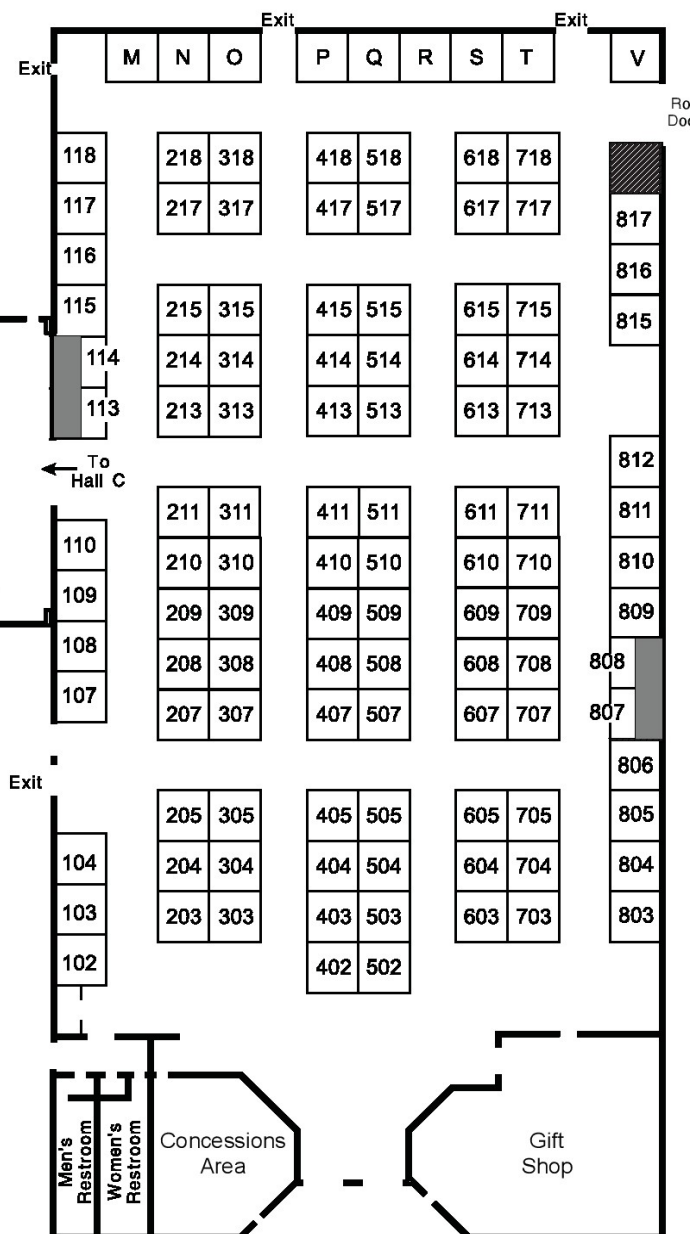 Exit Exit
Exit M N O P Q R S T V
Ro
Doo
118 218 318 418 518 618 718
117 217 317 417 517 617 717 817
116 816
115 215 315 415 515 615 715 815
114 214 314 414 514 614 714
113 213 313 413 513 613 713
To 812
Hall C
211 311 411 511 611 711 811
110 210 310 410 510 610 710 810
109 209 309 409 509 609 709 809
108 208 308 408 508 608 708 808
107 207 307 407 507 607 707 807
806
Exit
205 305 405 505 605 705 805
104 204 304 404 504 604 704 804
103 203 303 403 503 603 703 803
102 402 502
Men's
Restroom
Women's
Restroom
Concessions
Area
Gift
Shop